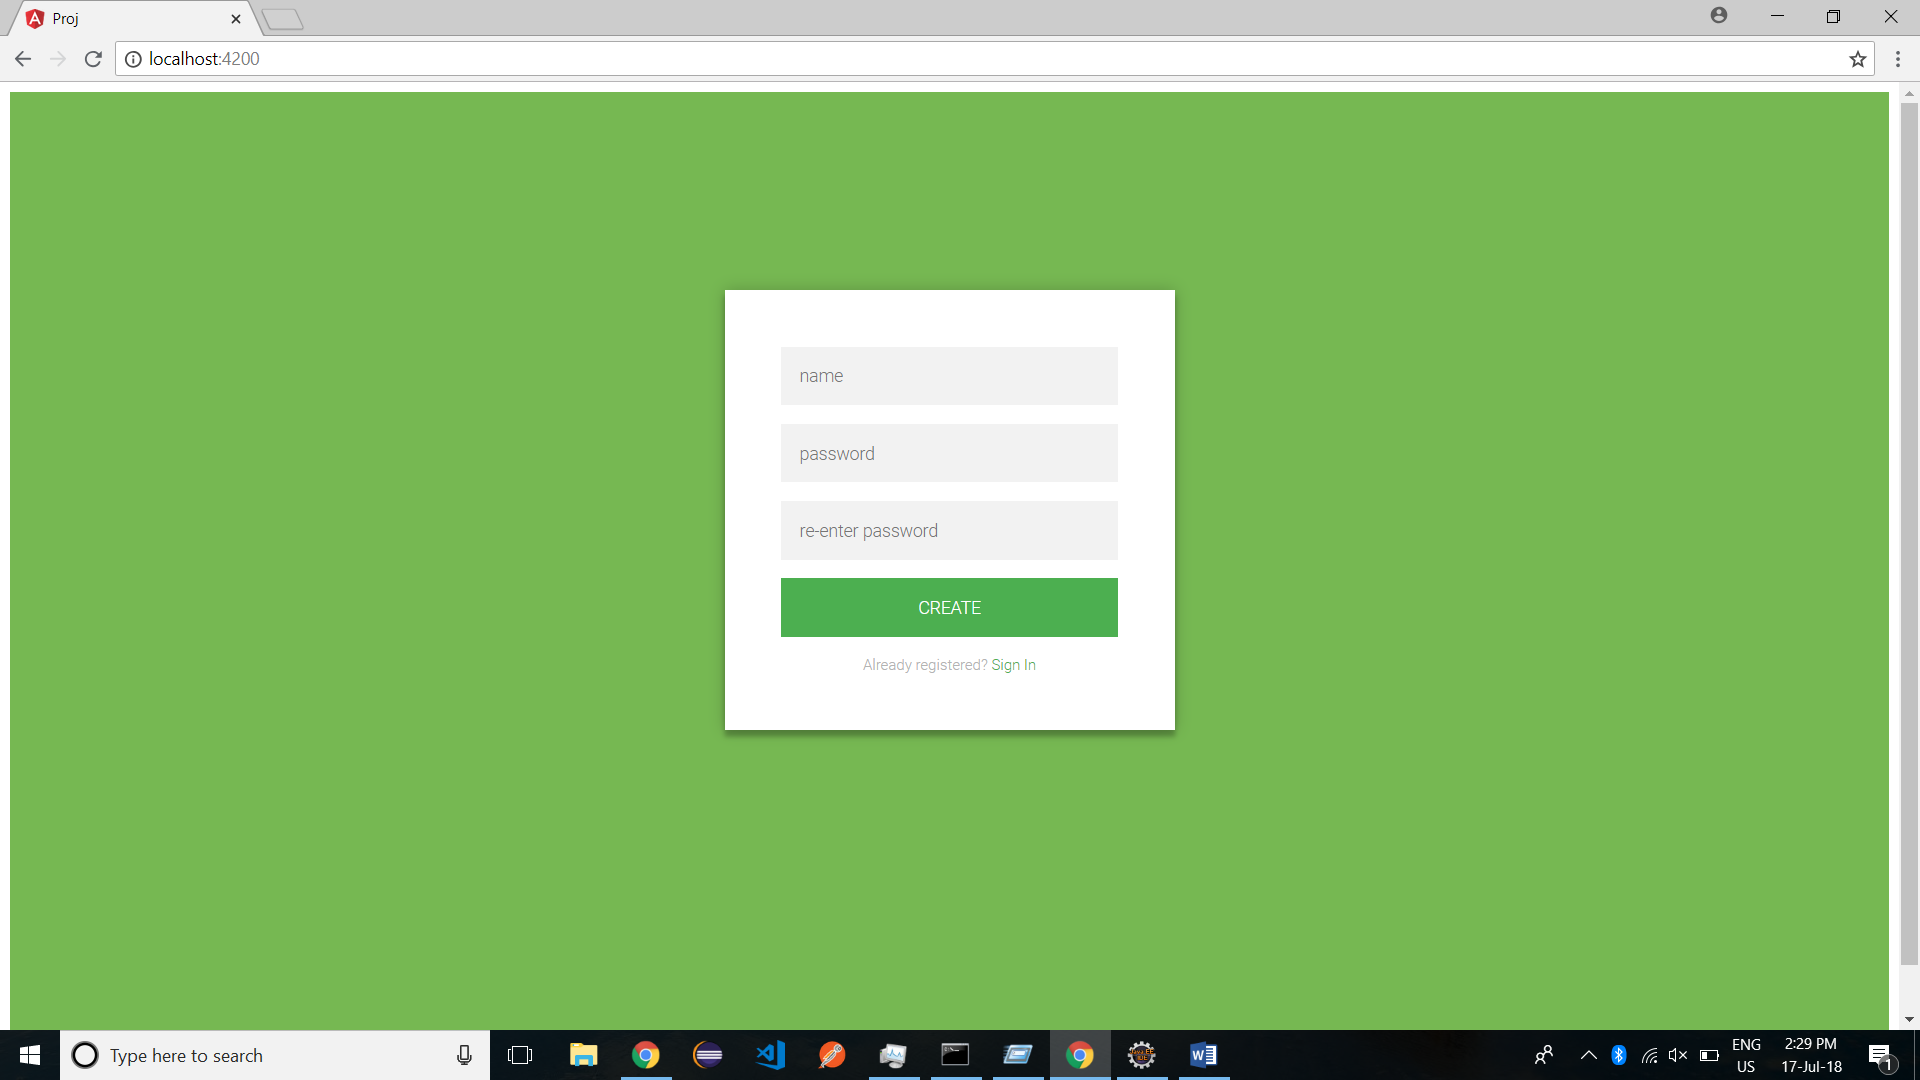 Proj
localhost:4200
name
password
re-enter password
CREATE
Already registered? Sign In
Type here to search
ENG
US
2:29 PM
17-Jul-18
1